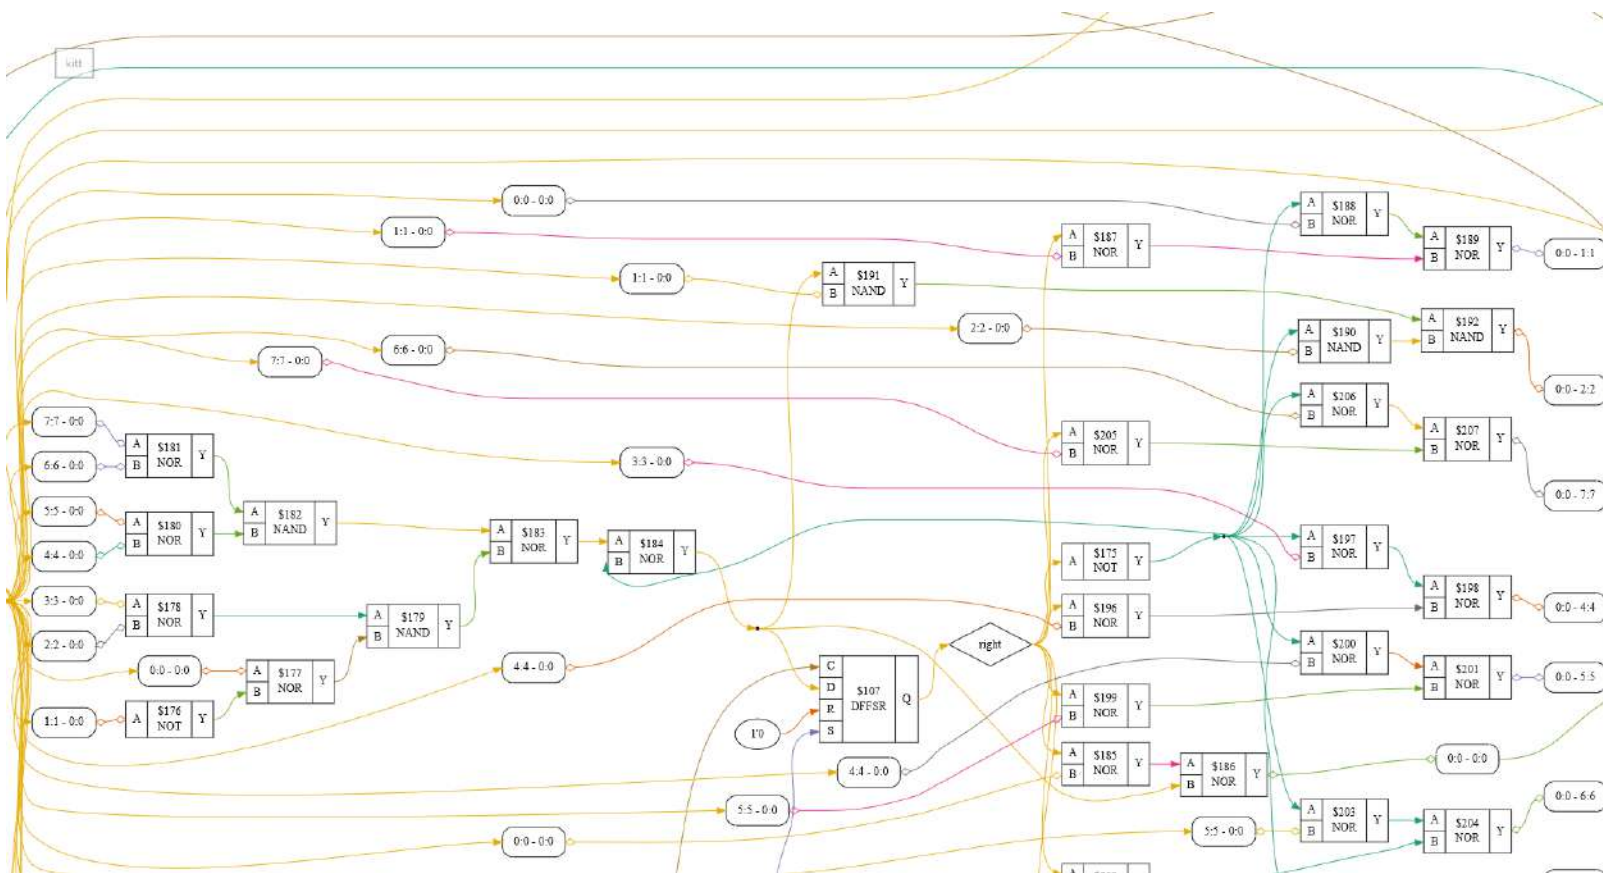 kitt
0:0 - 0:0
A $188 Y
B NOR
1:1 - 0:0
A $187 Y
B NOR
A $189 Y
B NOR
0:0 - 1:1
1:1 - 0:0
A $191 Y
B NAND
2:2 - 0:0
A $190 Y
B NAND
A $192 Y
B NAND
7:7 - 0:0
6:6 - 0:0
0:0 - 2:2
A $206 Y
B NOR
7:7 - 0:0
6:6 - 0:0
A $181 Y
B NOR
3:3 - 0:0
A $205 Y
B NOR
A $207 Y
B NOR
0:0 - 7:7
5:5 - 0:0
4:4 - 0:0
A $180 Y
B NOR
A $182 Y
B NAND
A $183 Y
B NOR
A $184 Y
B NOR
A $175 Y
NOT
A $197 Y
B NOR
3:3 - 0:0
2:2 - 0:0
A $178 Y
B NOR
A $179 Y
B NAND
A $196 Y
B NOR
A $198 Y
B NOR
0:0 - 4:4
0:0 - 0:0
A $177 Y
B NOR
4:4 - 0:0
C
D $107 Q
R DFFSR
S
right
A $200 Y
B NOR
A $201 Y
B NOR
0:0 - 5:5
1:1 - 0:0
A $176 Y
NOT
1'0
A $199 Y
B NOR
4:4 - 0:0
A $185 Y
B NOR
A $186 Y
B NOR
0:0 - 0:0
5:5 - 0:0
0:0 - 0:0
5:5 - 0:0
A $203 Y
B NOR
A $204 Y
B NOR
0:0 - 6:6